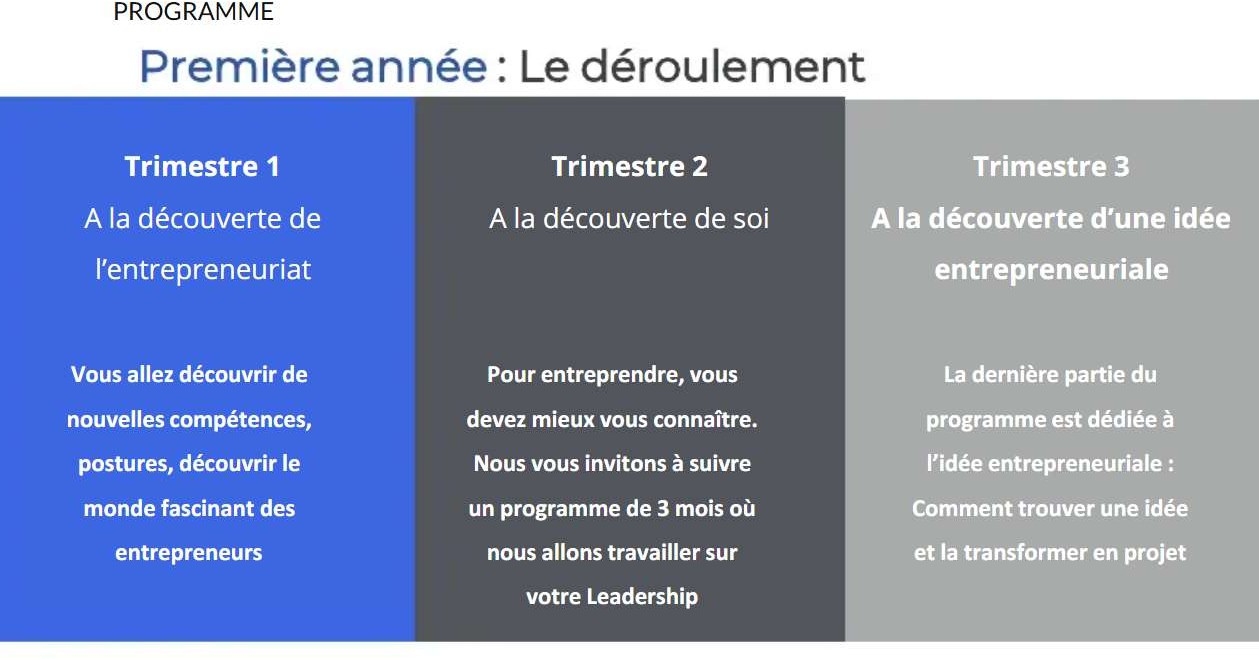 PROGRAMME
Première année : Le déroulement
Trimestre 1
A la découverte de
l'entrepreneuriat
Vous allez découvrir de
nouvelles compétences,
postures, découvrir le
monde fascinant des
entrepreneurs
Trimestre 2
A la découverte de soi
Pour entreprendre, vous
devez mieux vous connaître.
Nous vous invitons à suivre
un programme de 3 mois où
nous allons travailler sur
votre Leadership
Trimestre 3
A la découverte d'une idée
entrepreneuriale
La dernière partie du
programme est dédiée à
l'idée entrepreneuriale :
Comment trouver une idée
et la transformer en projet